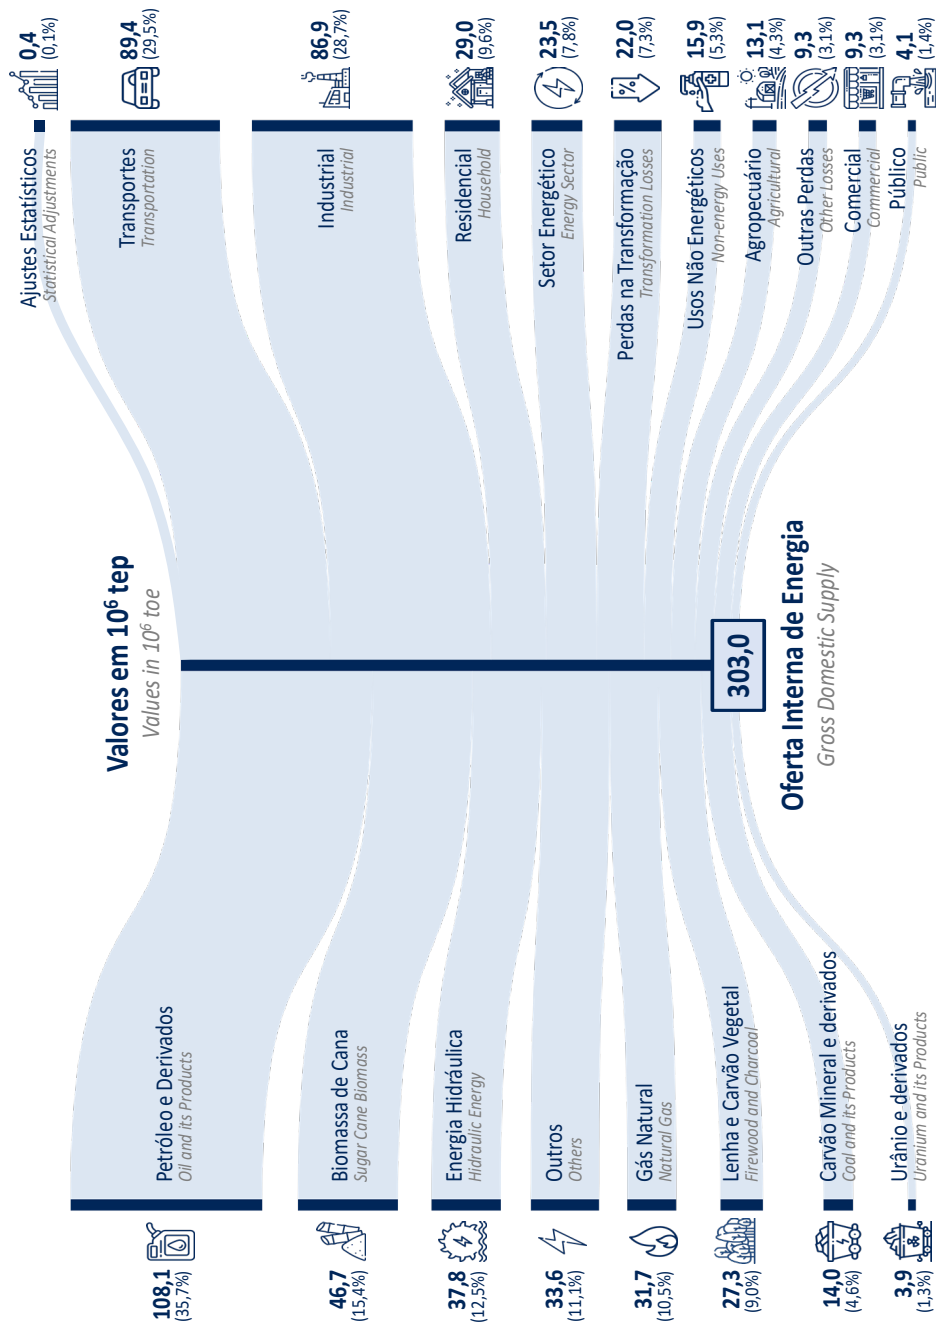 Valores em 10⁶ tep
Values in 10⁶ toe
108,1
(35,7%)
Petróleo e Derivados
Oil and its Products
46,7
(15,4%)
Biomassa de Cana
Sugar Cane Biomass
37,8
(12,5%)
Energia Hidráulica
Hidraulic Energy
33,6
(11,1%)
Outros
Others
31,7
(10,5%)
Gás Natural
Natural Gas
27,3
(9,0%)
Lenha e Carvão Vegetal
Firewood and Charcoal
14,0
(4,6%)
Carvão Mineral e derivados
Coal and its Products
3,9
(1,3%)
Urânio e derivados
Uranium and its Products
303,0
Oferta Interna de Energia
Gross Domestic Supply
Ajustes Estatísticos
Statistical Adjustments
0,4
(0,1%)
Transportes
Transportation
89,4
(29,5%)
Industrial
Industrial
86,9
(28,7%)
Residencial
Household
29,0
(9,6%)
Setor Energético
Energy Sector
23,5
(7,8%)
Perdas na Transformação
Transformation Losses
%
22,0
(7,3%)
Usos Não Energéticos
Non-energy Uses
15,9
(5,3%)
Agropecuário
Agricultural
13,1
(4,3%)
Outras Perdas
Other Losses
9,3
(3,1%)
Comercial
Commercial
9,3
(3,1%)
Público
Public
4,1
(1,4%)